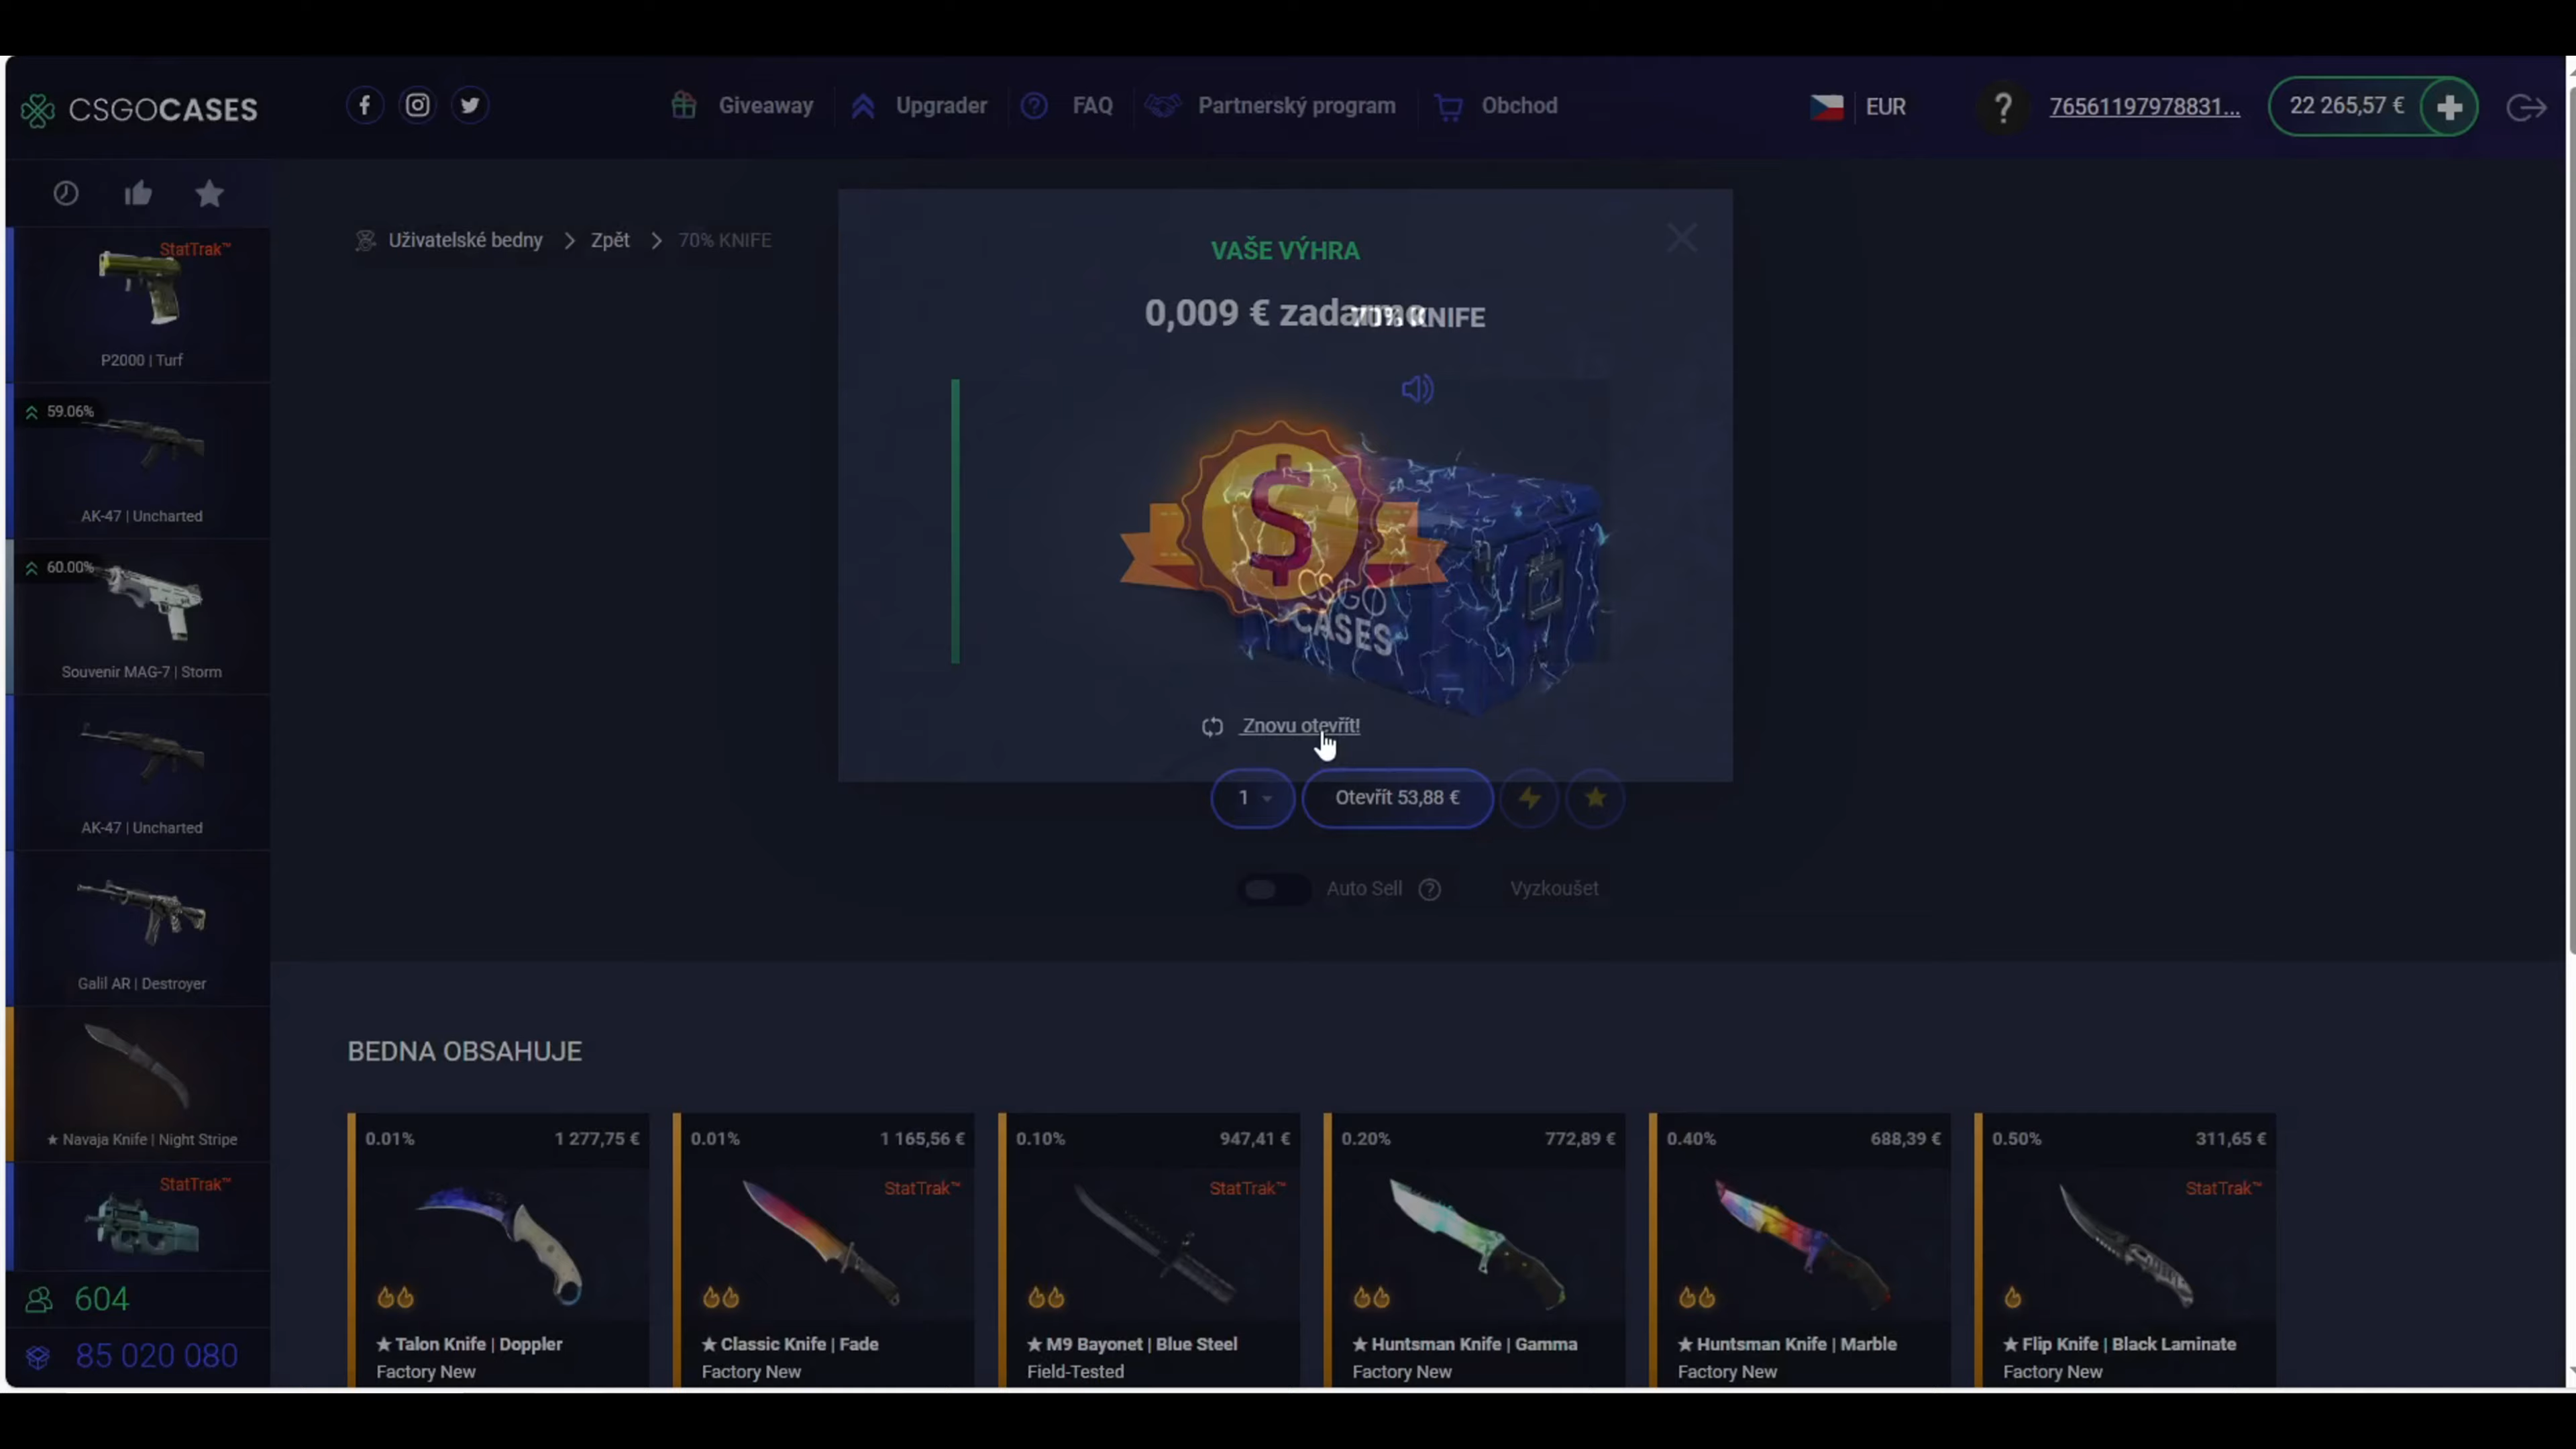 CSGOCASES
Giveaway
Upgrader
FAQ
Partnerský program
Obchod
EUR
?
76561197978831...
22 265,57 €
StatTrak™
P2000 | Turf
59.06%
AK-47 | Uncharted
60.00%
Souvenir MAG-7 | Storm
AK-47 | Uncharted
Galil AR | Destroyer
★ Navaja Knife | Night Stripe
StatTrak™
604
85 020 080
Uživatelské bedny > Zpět > 70% KNIFE
VAŠE VÝHRA
0,009 € zadarmo
70% KNIFE
CSGO
CASES
Znovu otevřít!
1
Otevřít 53,88 €
Auto Sell
Vyzkoušet
BEDNA OBSAHUJE
0.01% 1 277,75 €
★ Talon Knife | Doppler
Factory New
0.01% 1 165,56 €
StatTrak™
★ Classic Knife | Fade
Factory New
0.10% 947,41 €
StatTrak™
★ M9 Bayonet | Blue Steel
Field-Tested
0.20% 772,89 €
★ Huntsman Knife | Gamma
Factory New
0.40% 688,39 €
★ Huntsman Knife | Marble
Factory New
0.50% 311,65 €
StatTrak™
★ Flip Knife | Black Laminate
Factory New